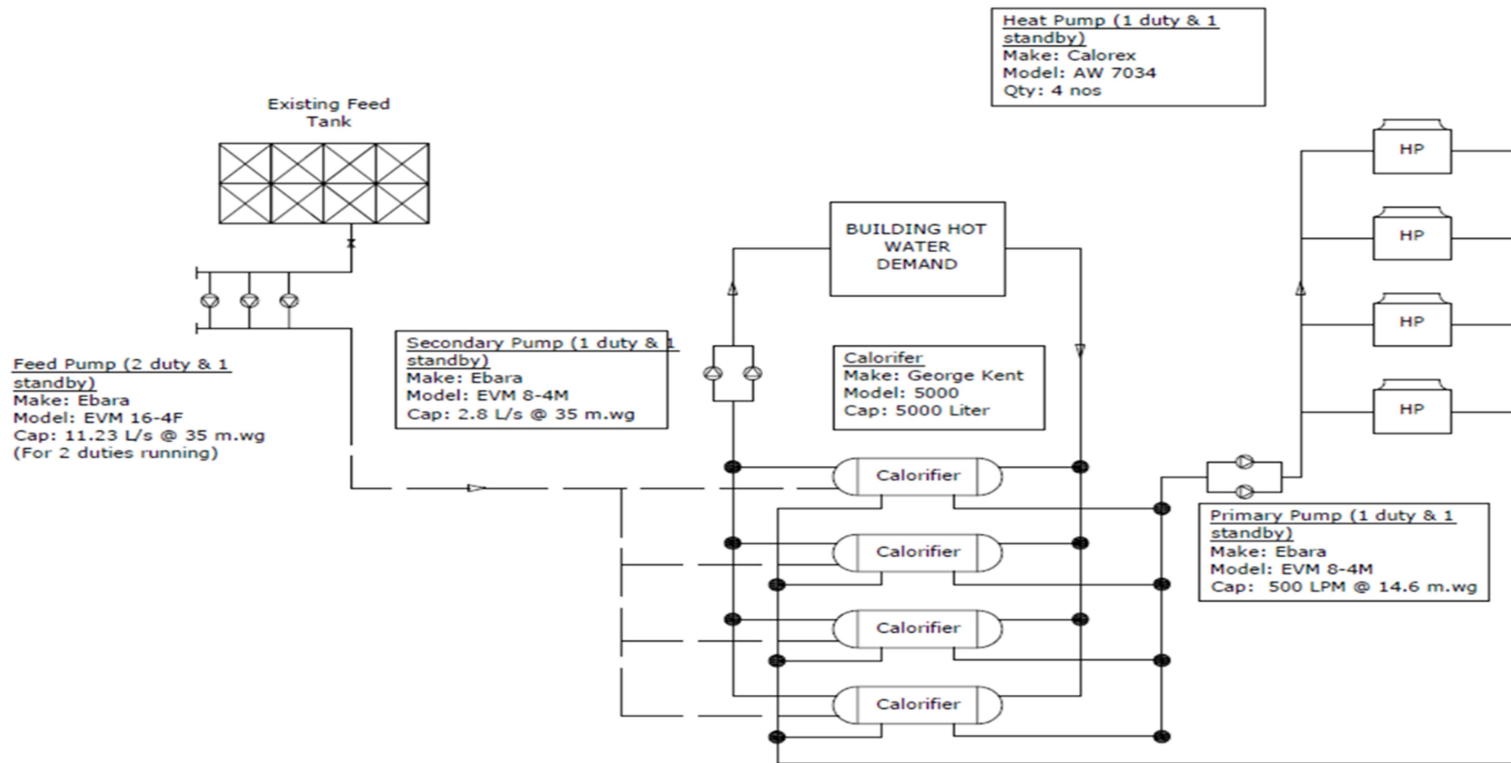 Heat Pump (1 duty & 1
standby)
Make: Calorex
Model: AW 7034
Qty: 4 nos
Existing Feed
Tank
HP
HP
HP
HP
BUILDING HOT
WATER
DEMAND
Feed Pump (2 duty & 1
standby)
Make: Ebara
Model: EVM 16-4F
Cap: 11.23 L/s @ 35 m.wg
(For 2 duties running)
Secondary Pump (1 duty & 1
standby)
Make: Ebara
Model: EVM 8-4M
Cap: 2.8 L/s @ 35 m.wg
Calorifer
Make: George Kent
Model: 5000
Cap: 5000 Liter
Calorifier
Calorifier
Calorifier
Calorifier
Primary Pump (1 duty & 1
standby)
Make: Ebara
Model: EVM 8-4M
Cap:  500 LPM @ 14.6 m.wg